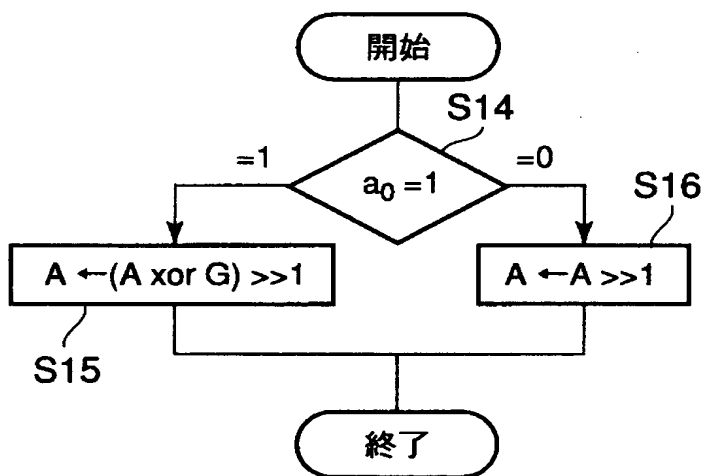 開始
S14
=1
a₀ =1
=0
S16
A ←(A xor G) >>1
A ←A >>1
S15
終了